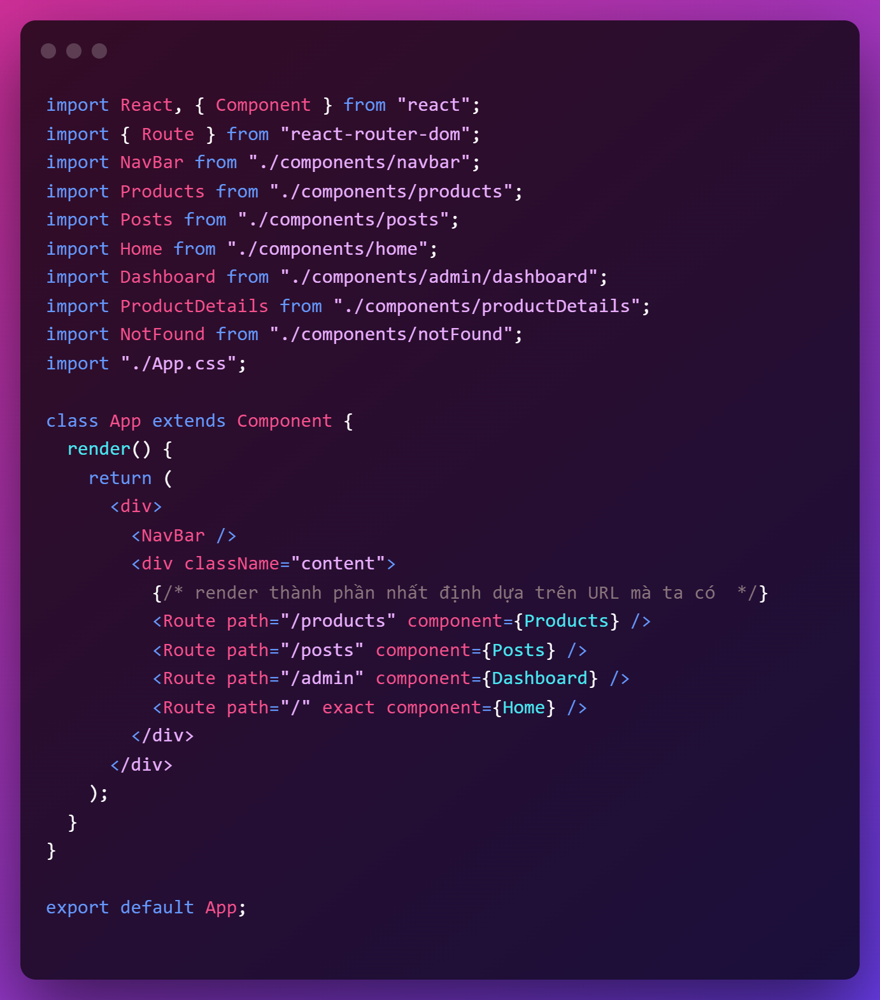 import React, { Component } from "react";
import { Route } from "react-router-dom";
import NavBar from "./components/navbar";
import Products from "./components/products";
import Posts from "./components/posts";
import Home from "./components/home";
import Dashboard from "./components/admin/dashboard";
import ProductDetails from "./components/productDetails";
import NotFound from "./components/notFound";
import "./App.css";

class App extends Component {
  render() {
    return (
      <div>
        <NavBar />
        <div className="content">
          {/* render thành phần nhất định dựa trên URL mà ta có  */}
          <Route path="/products" component={Products} />
          <Route path="/posts" component={Posts} />
          <Route path="/admin" component={Dashboard} />
          <Route path="/" exact component={Home} />
        </div>
      </div>
    );
  }
}

export default App;